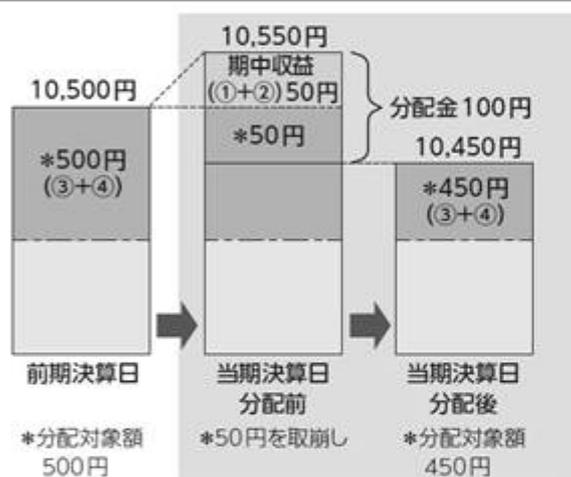 10,550円
期中収益
(①+②)50円
10,500円
分配金100円
*50円
10,450円
*500円
(③+④)
*450円
(③+④)
前期決算日
当期決算日
分配前
当期決算日
分配後
*分配対象額
500円
*50円を取崩し
*分配対象額
450円